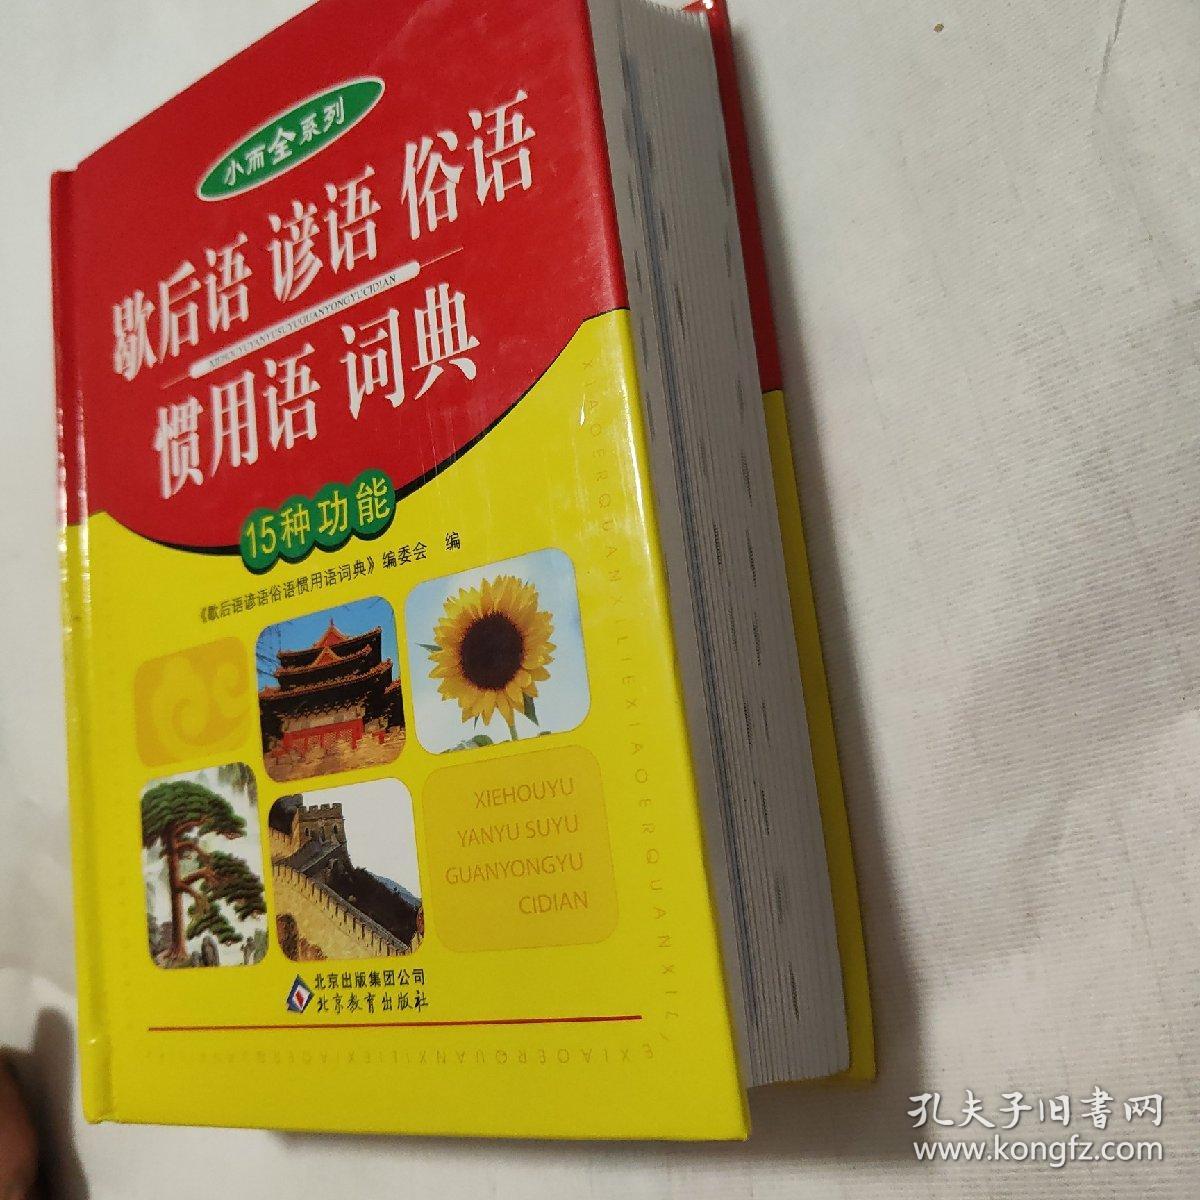 小而全系列
歇后语 谚语 俗语
XIEHOUYUYANYUSUYUGUANYONGYUCIDIAN
惯用语 词典
15种功能
《歇后语谚语俗语惯用语词典》编委会 编
XIEHOUYU
YANYU SUYU
GUANYONGYU
CIDIAN
北京出版集团公司
北京教育出版社
XIAOERQUANXILIEXIAOERQUANXILIE
孔夫子旧書网
www.kongfz.com